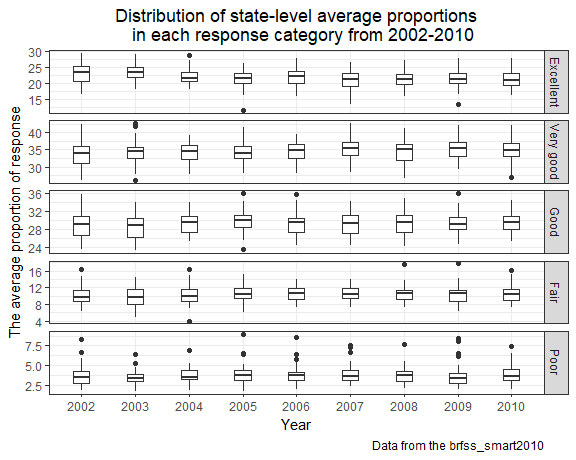 Distribution of state-level average proportions
in each response category from 2002-2010
The average proportion of response
30
25
20
15
Excellent
40
35
30
Very good
36
32
28
24
Good
16
12
8
4
Fair
7.5
5.0
2.5
Poor
2002 2003 2004 2005 2006 2007 2008 2009 2010
Year
Data from the brfss_smart2010